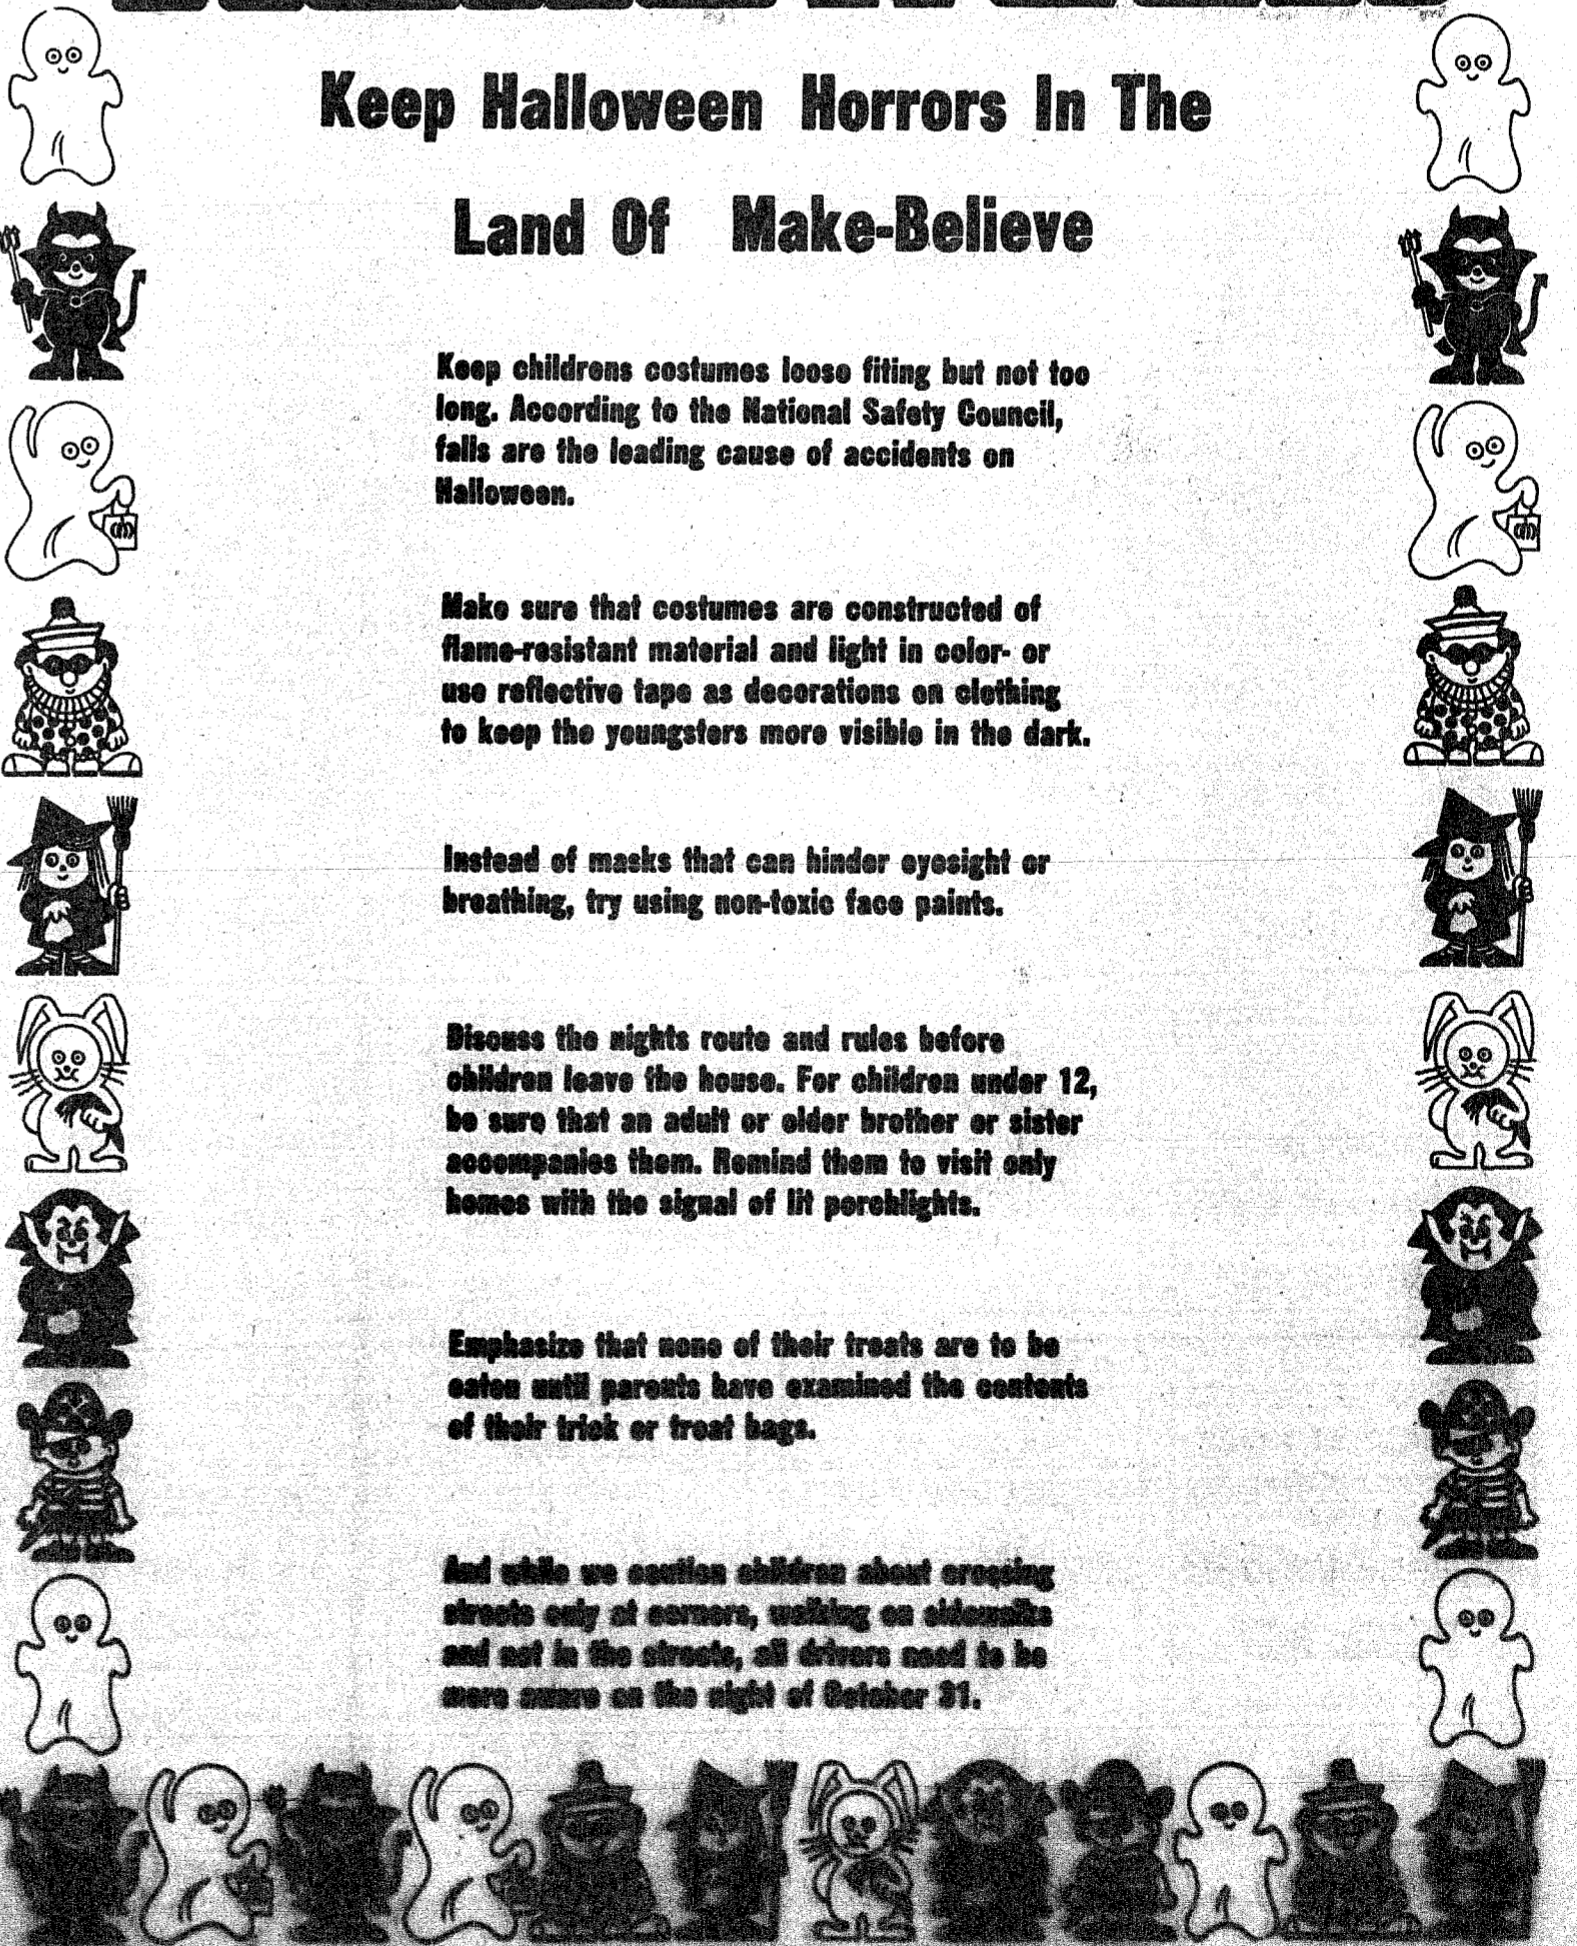 Keep Halloween Horrors In The
Land Of Make-Believe
Keep childrens costumes loose fiting but not too
long. According to the National Safety Council,
falls are the leading cause of accidents on
Halloween.
Make sure that costumes are constructed of
flame-resistant material and light in color- or
use reflective tape as decorations on clothing
to keep the youngsters more visible in the dark.
Instead of masks that can hinder eyesight or
breathing, try using non-toxic face paints.
Discuss the nights route and rules before
children leave the house. For children under 12,
be sure that an adult or older brother or sister
accompanies them. Remind them to visit only
homes with the signal of lit porchlights.
Emphasize that none of their treats are to be
eaten until parents have examined the contents
of their trick or treat bags.
And while we caution children about crossing
streets only at corners, walking on sidewalks
and not in the streets, all drivers need to be
more aware on the night of October 31.